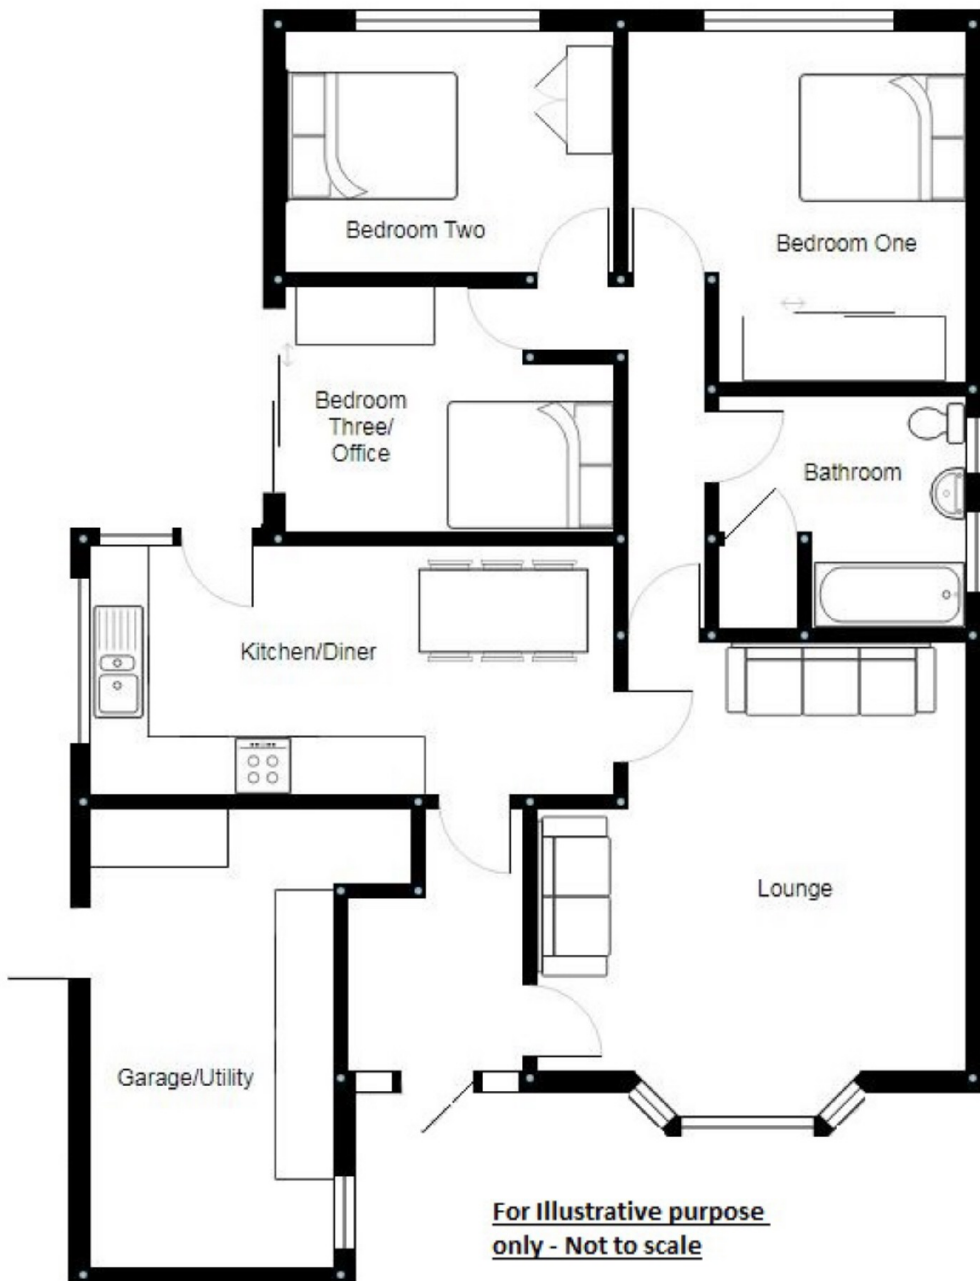 Bedroom Two
Bedroom One
Bedroom
Three/
Office
Bathroom
Kitchen/Diner
Lounge
Garage/Utility
For Illustrative purpose
only - Not to scale